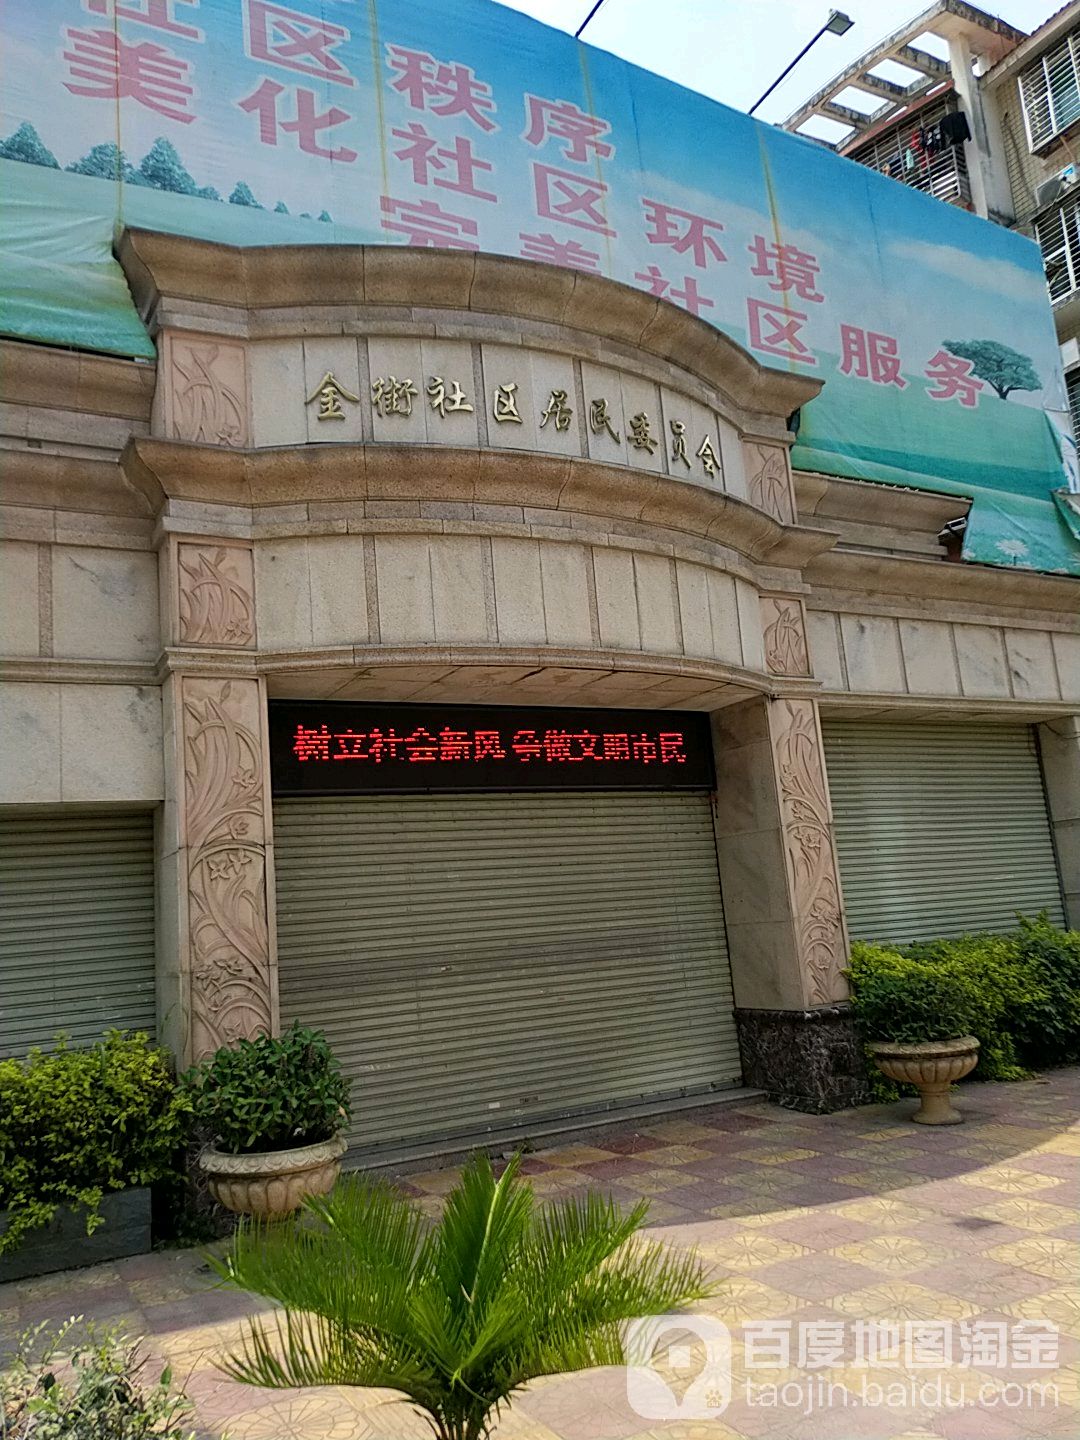 社区秩序
美化社区环境
完美社区服务
金街社区居民委员会
树立社会新风 争做文明市民
百度地图淘金
taojin.baidu.com